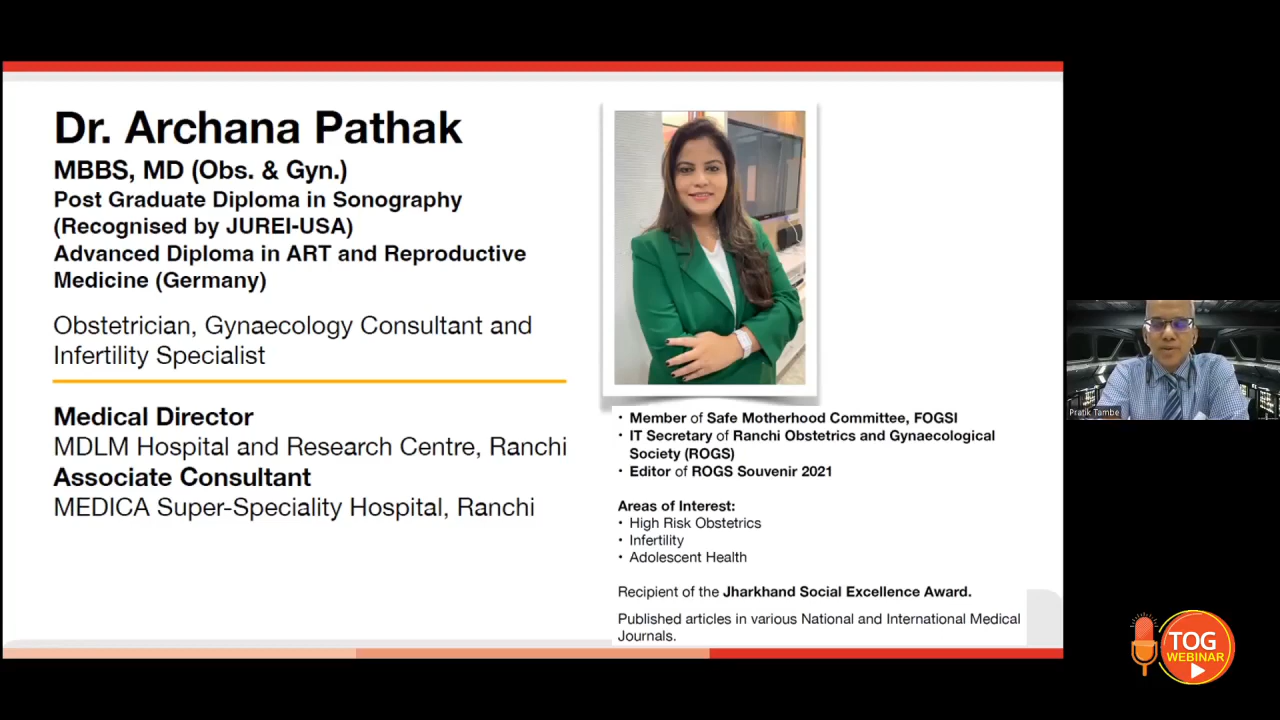 Dr. Archana Pathak
MBBS, MD (Obs. & Gyn.)
Post Graduate Diploma in Sonography
(Recognised by JUREI-USA)
Advanced Diploma in ART and Reproductive
Medicine (Germany)
Obstetrician, Gynaecology Consultant and
Infertility Specialist
Medical Director
MDLM Hospital and Research Centre, Ranchi
Associate Consultant
MEDICA Super-Speciality Hospital, Ranchi
• Member of Safe Motherhood Committee, FOGSI
• IT Secretary of Ranchi Obstetrics and Gynaecological
Society (ROGS)
• Editor of ROGS Souvenir 2021
Areas of Interest:
• High Risk Obstetrics
• Infertility
• Adolescent Health
Recipient of the Jharkhand Social Excellence Award.
Published articles in various National and International Medical
Journals.
Pratik Tambe
TOG
WEBINAR